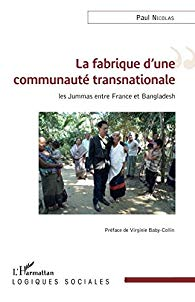 Paul NICOLAS
La fabrique d'une
communauté transnationale
les Jummas entre France et Bangladesh
Préface de Virginie Baby-Collin
L'Harmattan
LOGIQUES SOCIALES